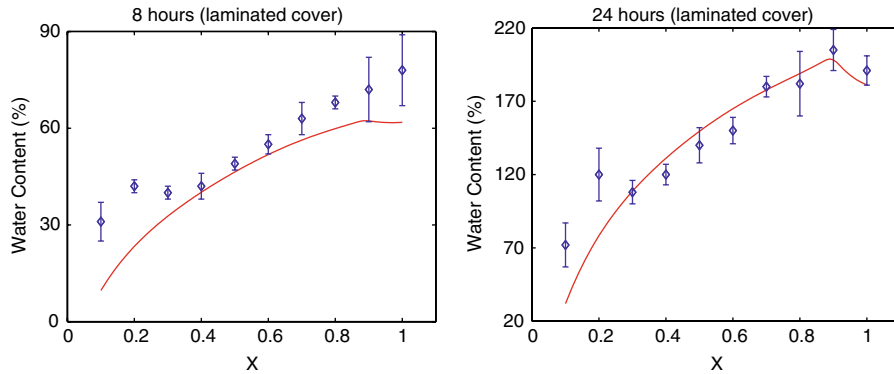 8 hours (laminated cover)
90
60
30
0
Water Content (%)
0 0.2 0.4 0.6 0.8 1
X
24 hours (laminated cover)
220
170
120
70
20
Water Content (%)
0 0.2 0.4 0.6 0.8 1
X